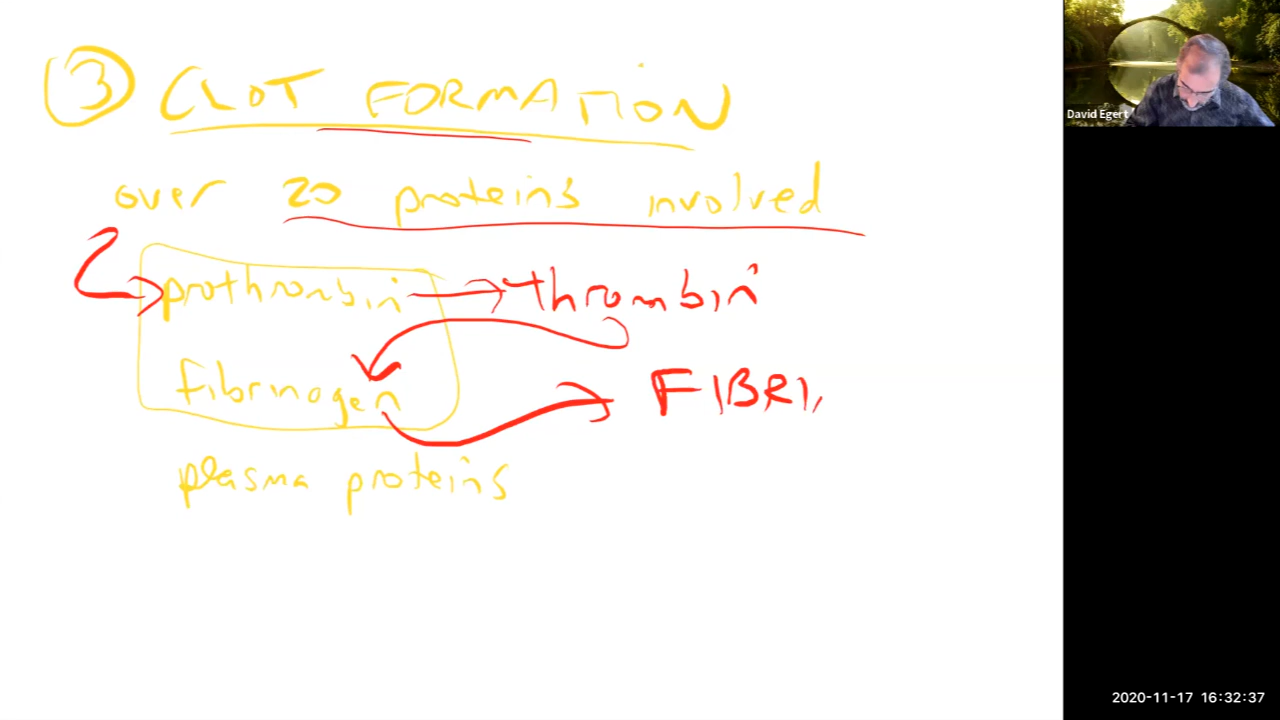 ③ CLOT FORMATION
over 20 proteins involved
prothrombin → thrombin
fibrinogen → FIBRI
plasma proteins
David Egert
2020-11-17 16:32:37